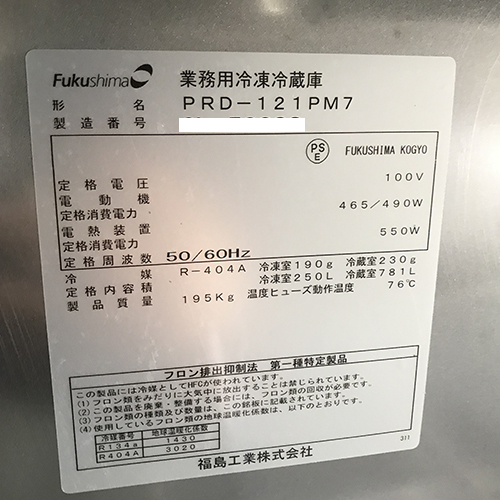 Fukushima 業務用冷凍冷蔵庫
形 名 PRD-121PM7
製造番号
PSE FUKUSHIMA KOGYO
定格電圧 100V
電動機
定格消費電力 465/490W
電熱装置
定格消費電力 550W
定格周波数 50/60Hz
冷媒 R-404A 冷凍室190g 冷蔵室230g
定格内容積 冷凍室250L 冷蔵室781L
製品質量 195Kg 温度ヒューズ動作温度 76℃
フロン排出抑制法 第一種特定製品
この製品には冷媒としてHFCが使われています。
(1)フロン類をみだりに大気中に放出することは禁じられています。
(2)この製品を廃棄・整備する場合には、フロン類の回収が必要です。
(3)フロン類の種類及び数量は、この銘板に記載されています。
(4)使用しているフロン類の地球温暖化係数は、以下のとおりです。
冷媒番号 地球温暖化係数
R134a 1430
R404A 3020
311
福島工業株式会社